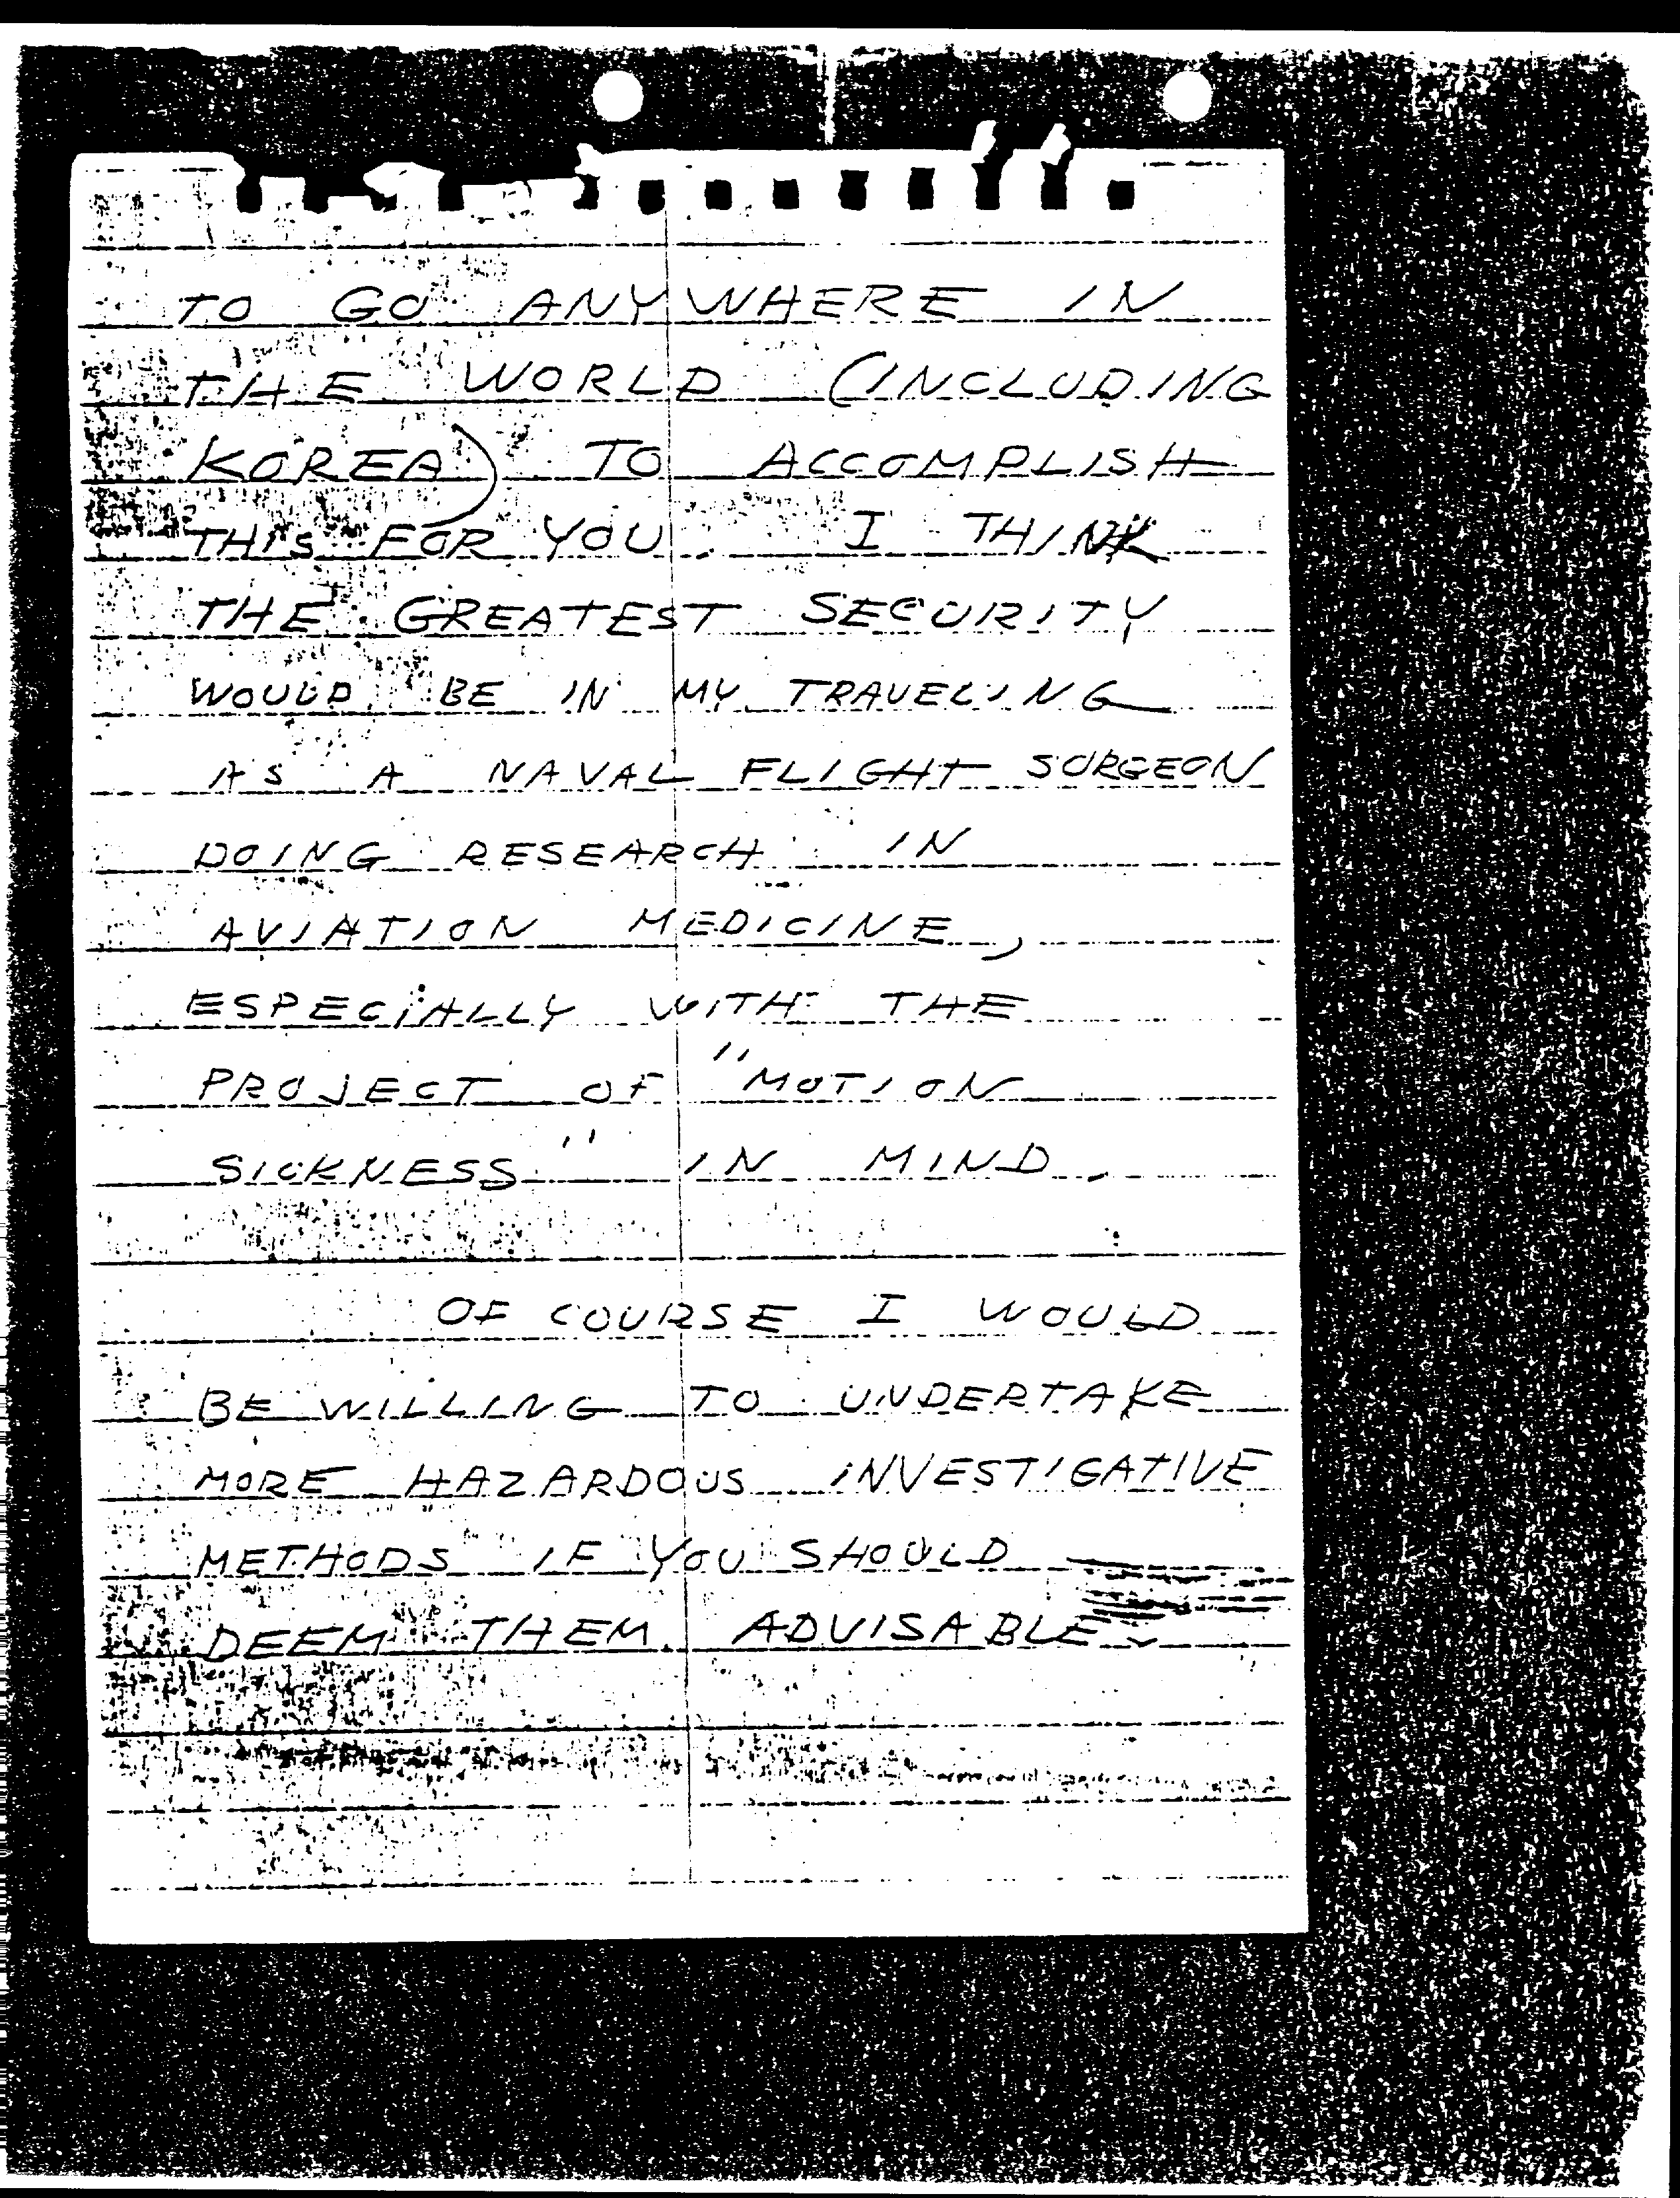 TO GO ANYWHERE IN
THE WORLD (INCLUDING
KOREA) TO ACCOMPLISH
THIS FOR YOU. I THINK
THE GREATEST SECURITY
WOULD BE IN MY TRAVELING
AS A NAVAL FLIGHT SURGEON
DOING RESEARCH IN
AVIATION MEDICINE,
ESPECIALLY WITH THE
PROJECT OF "MOTION
SICKNESS" IN MIND.
OF COURSE I WOULD
BE WILLING TO UNDERTAKE
MORE HAZARDOUS INVESTIGATIVE
METHODS IF YOU SHOULD
DEEM THEM ADVISABLE.